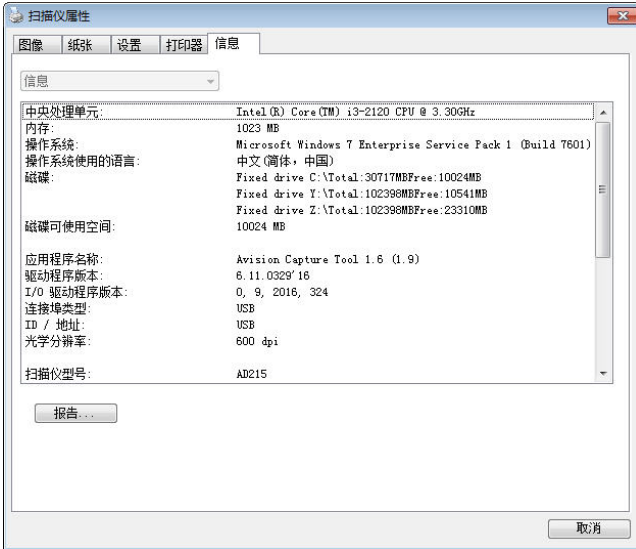 扫描仪属性
图像 纸张 设置 打印器 信息
信息
中央处理单元: Intel(R) Core(TM) i3-2120 CPU @ 3.30GHz
内存: 1023 MB
操作系统: Microsoft Windows 7 Enterprise Service Pack 1 (Build 7601)
操作系统使用的语言: 中文(简体，中国)
磁碟: Fixed drive C:\Total:30717MBFree:10024MB
Fixed drive Y:\Total:102398MBFree:10541MB
Fixed drive Z:\Total:102398MBFree:23310MB
磁碟可使用空间: 10024 MB
应用程序名称: Avision Capture Tool 1.6 (1.9)
驱动程序版本: 6.11.0329'16
I/O 驱动程序版本: 0, 9, 2016, 324
连接埠类型: USB
ID / 地址: USB
光学分辨率: 600 dpi
扫描仪型号: AD215
报告...
取消